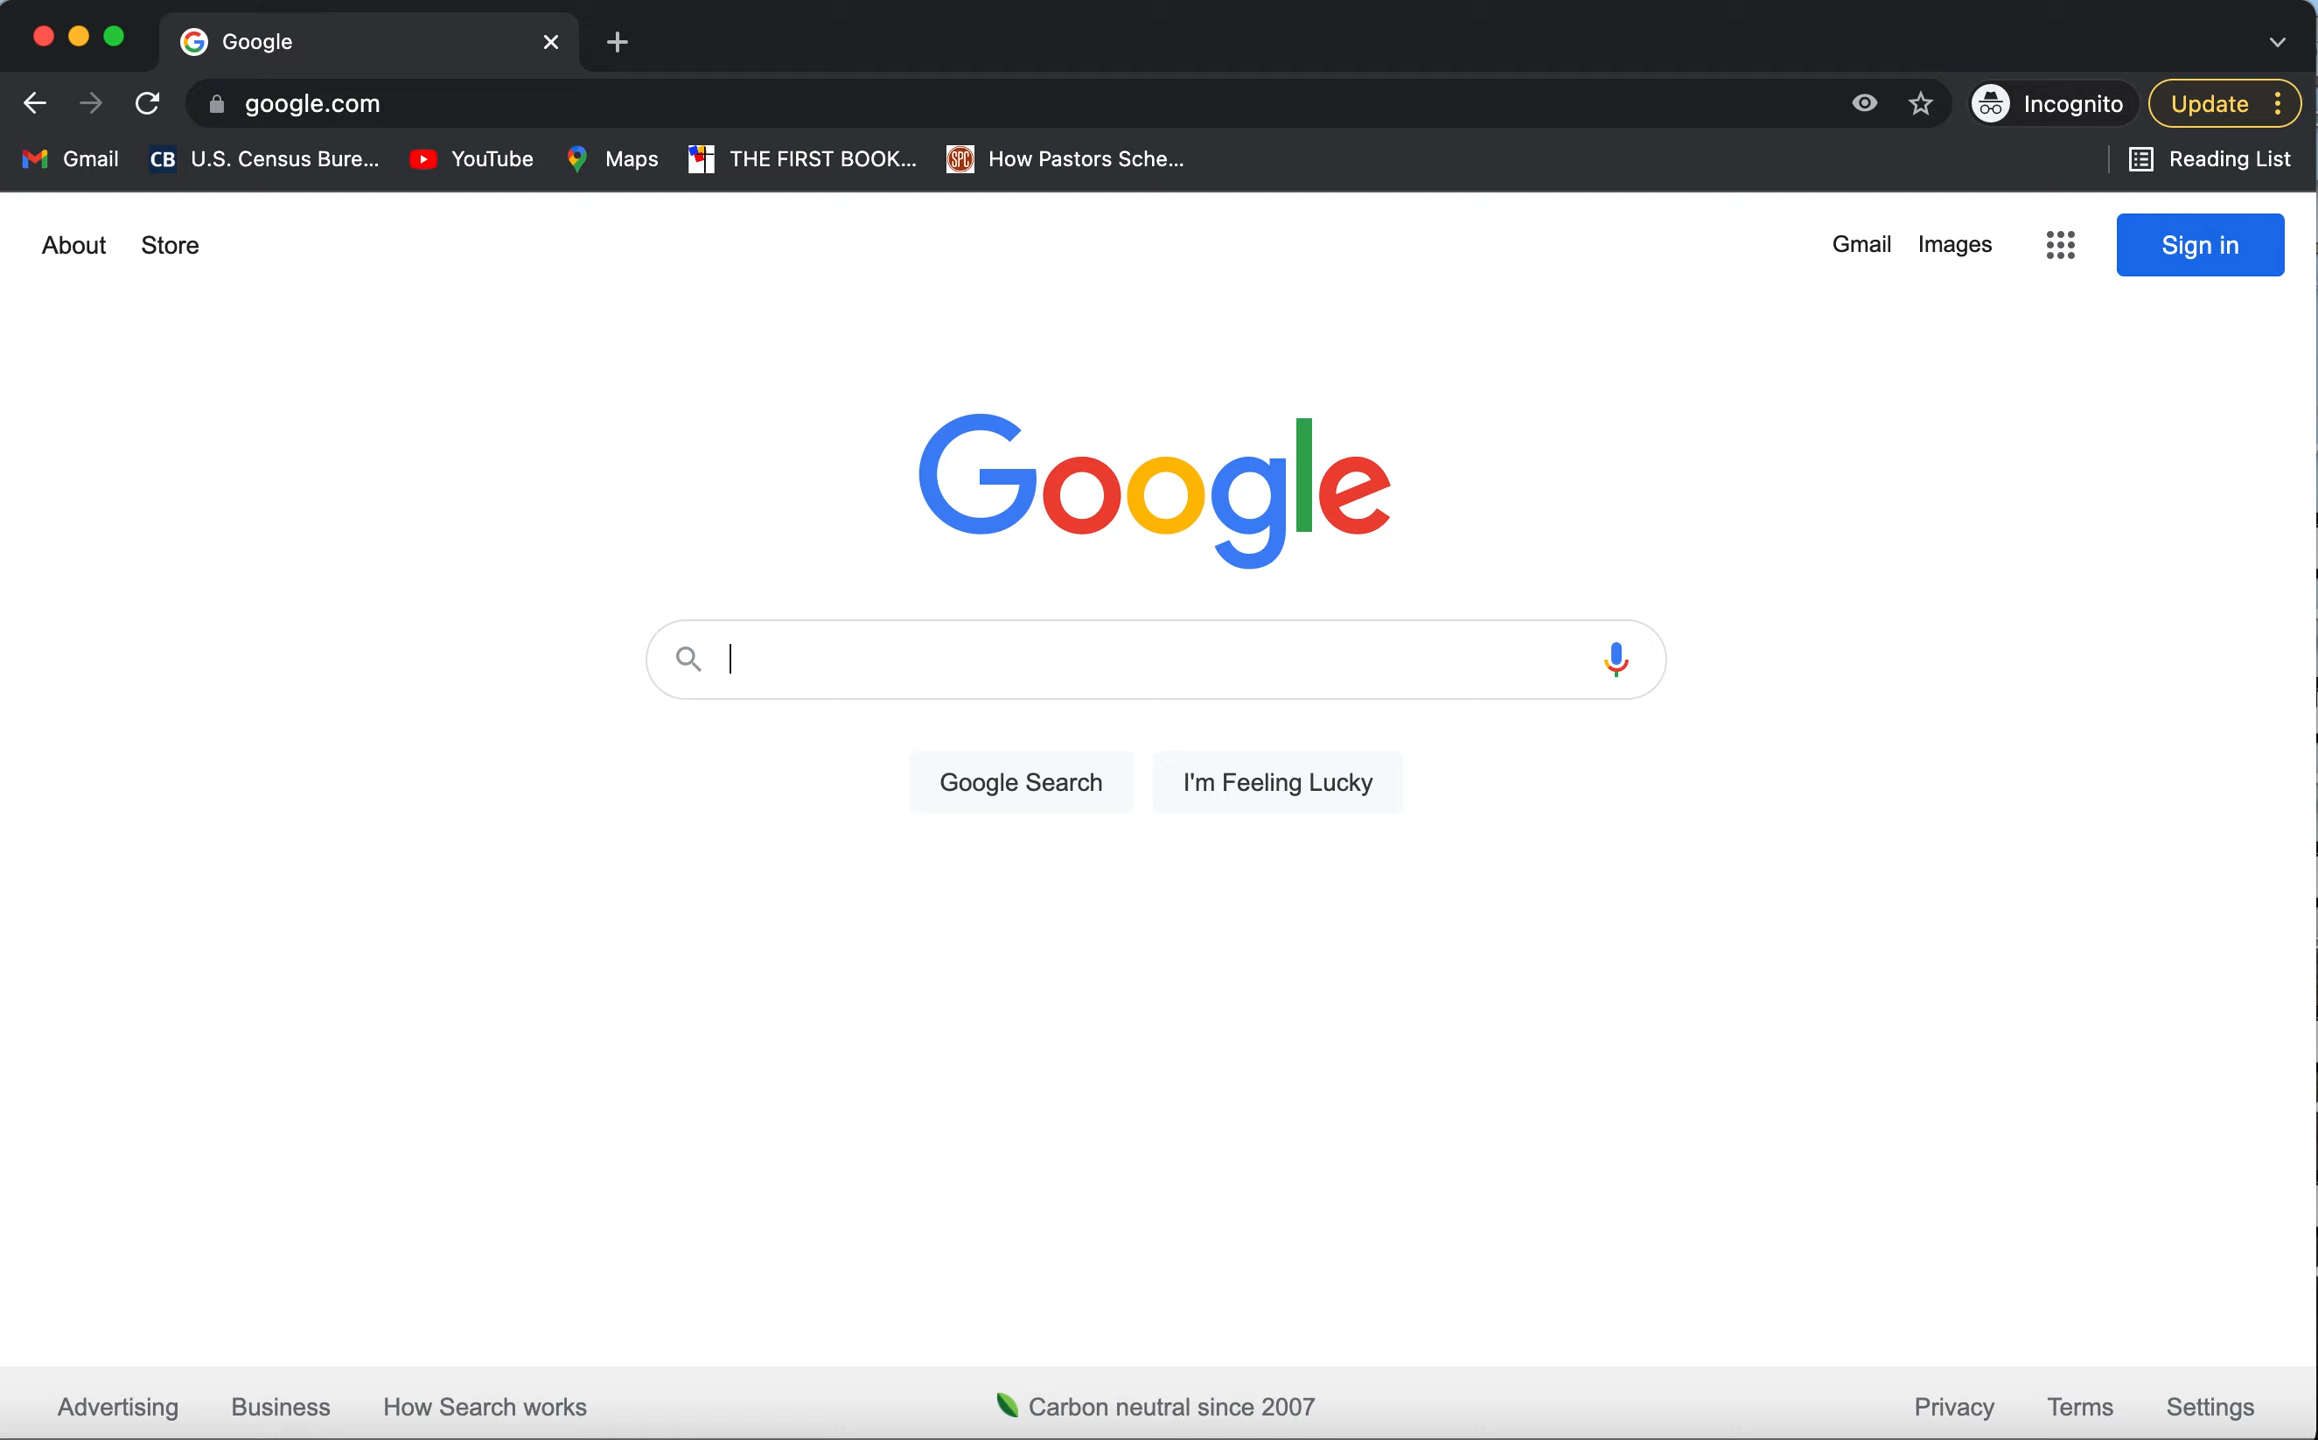 Google
google.com
Incognito
Update
Gmail
CB
U.S. Census Bure...
YouTube
Maps
THE FIRST BOOK...
SPC
How Pastors Sche...
Reading List
About
Store
Gmail
Images
Sign in
Google
Google Search
I'm Feeling Lucky
Advertising
Business
How Search works
Carbon neutral since 2007
Privacy
Terms
Settings